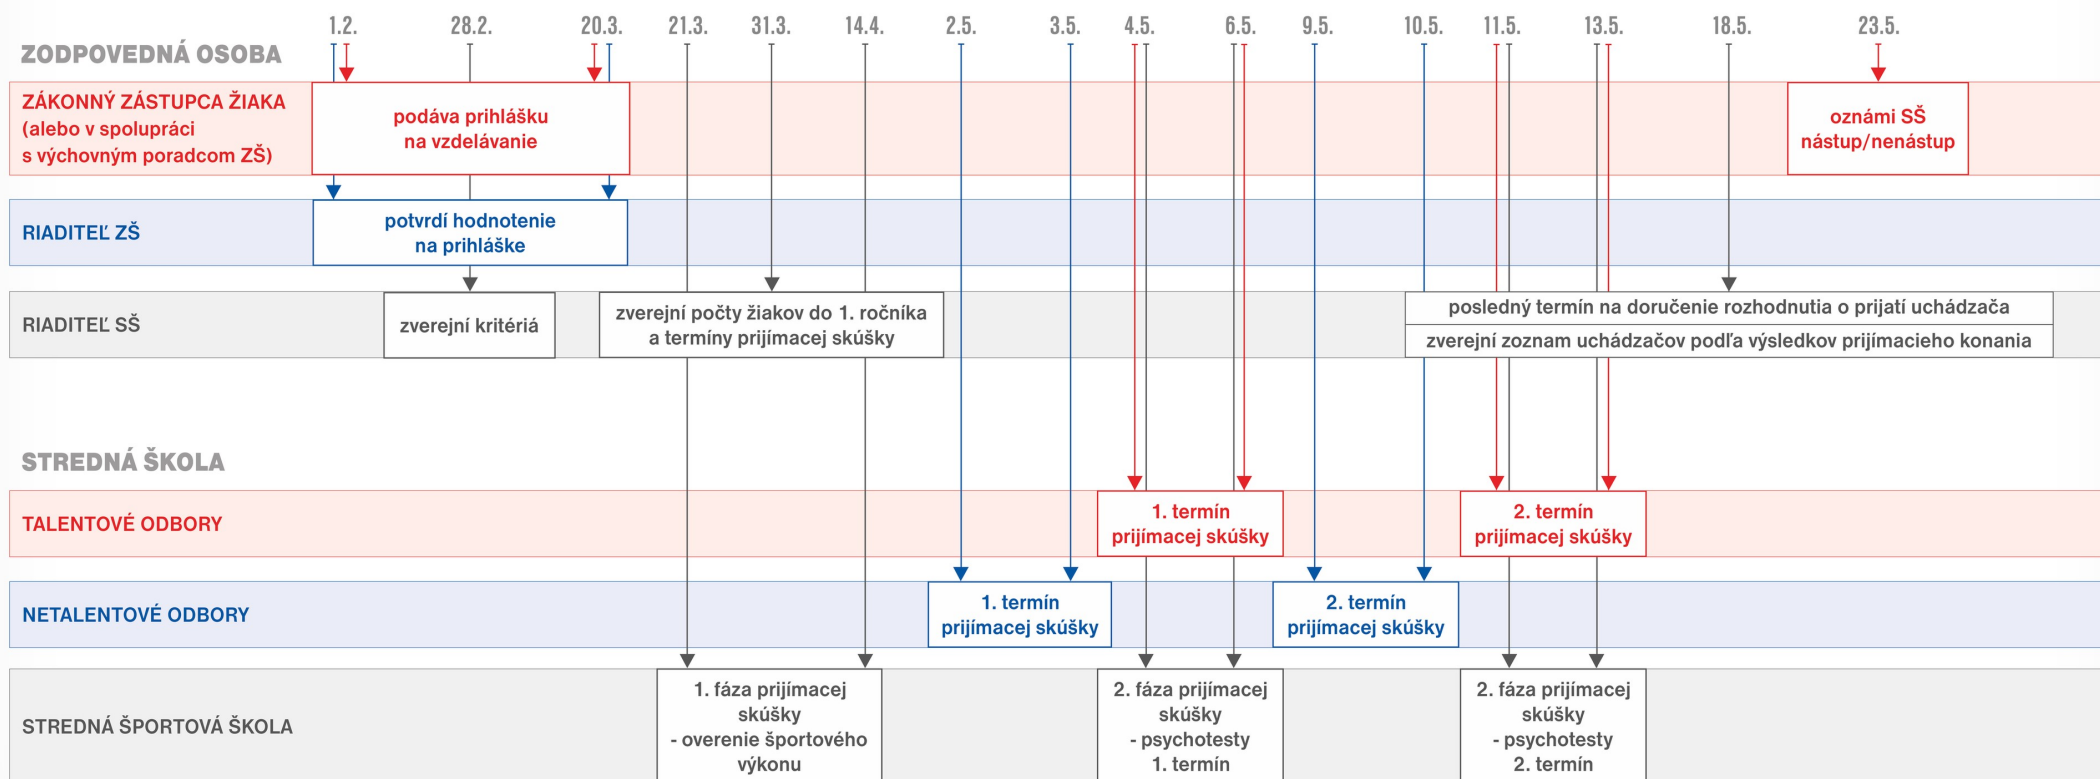 1.2.
28.2.
20.3.
21.3.
31.3.
14.4.
2.5.
3.5.
4.5.
6.5.
9.5.
10.5.
11.5.
13.5.
18.5.
23.5.
ZODPOVEDNÁ OSOBA
ZÁKONNÝ ZÁSTUPCA ŽIAKA
(alebo v spolupráci
s výchovným poradcom ZŠ)
podáva prihlášku
na vzdelávanie
oznámi SŠ
nástup/nenástup
RIADITEĽ ZŠ
potvrdí hodnotenie
na prihláške
RIADITEĽ SŠ
zverejní kritériá
zverejní počty žiakov do 1. ročníka
a termíny prijímacej skúšky
posledný termín na doručenie rozhodnutia o prijatí uchádzača
zverejní zoznam uchádzačov podľa výsledkov prijímacieho konania
STREDNÁ ŠKOLA
TALENTOVÉ ODBORY
1. termín
prijímacej skúšky
2. termín
prijímacej skúšky
NETALENTOVÉ ODBORY
1. termín
prijímacej skúšky
2. termín
prijímacej skúšky
STREDNÁ ŠPORTOVÁ ŠKOLA
1. fáza prijímacej
skúšky
- overenie športového
výkonu
2. fáza prijímacej
skúšky
- psychotesty
1. termín
2. fáza prijímacej
skúšky
- psychotesty
2. termín